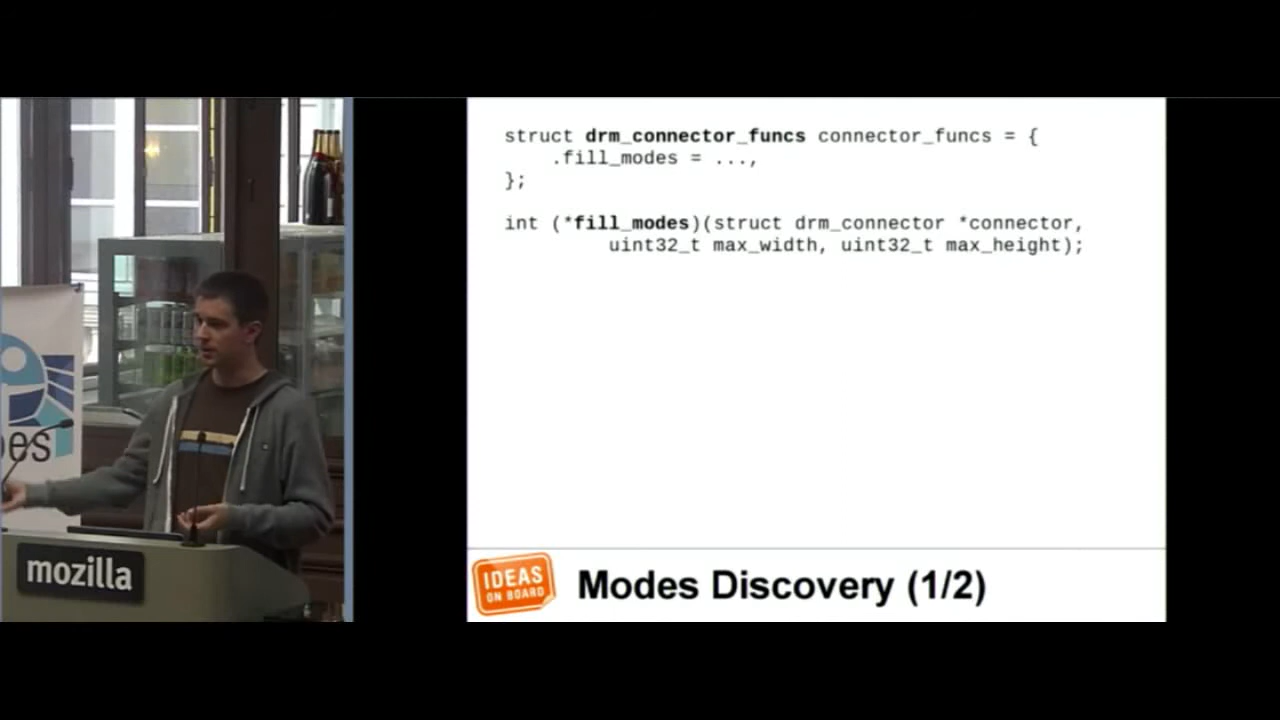 struct drm_connector_funcs connector_funcs = {
.fill_modes = ...,
};
int (*fill_modes)(struct drm_connector *connector,
uint32_t max_width, uint32_t max_height);
IDEAS
ON BOARD
Modes Discovery (1/2)
mozilla